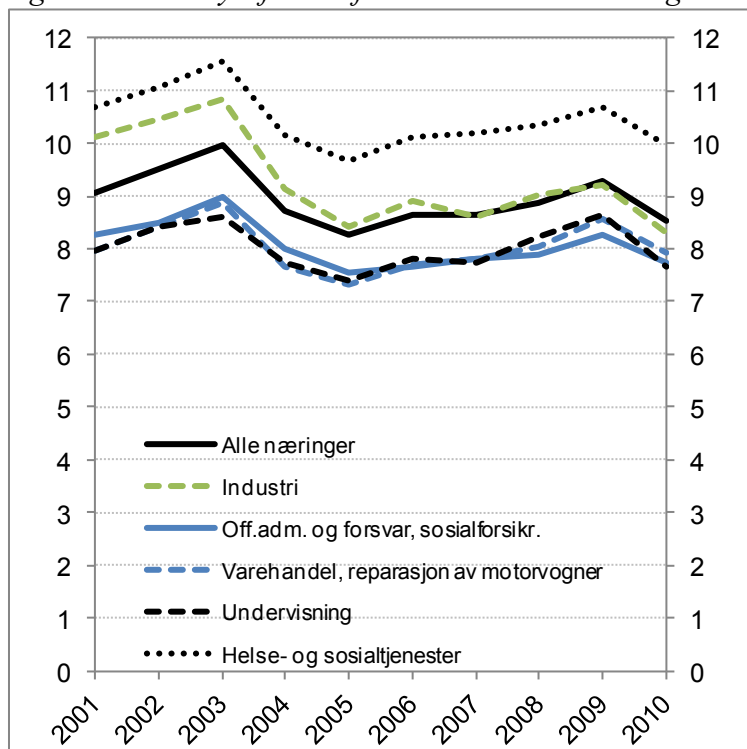 12 12
11 11
10 10
9 9
8 8
7 7
6 6
5 5
4 4
3 3
2 2
1 1
0 0
Alle næringer
Industri
Off.adm. og forsvar, sosialforsikr.
Varehandel, reparasjon av motorvogner
Undervisning
Helse- og sosialtjenester
2001 2002 2003 2004 2005 2006 2007 2008 2009 2010